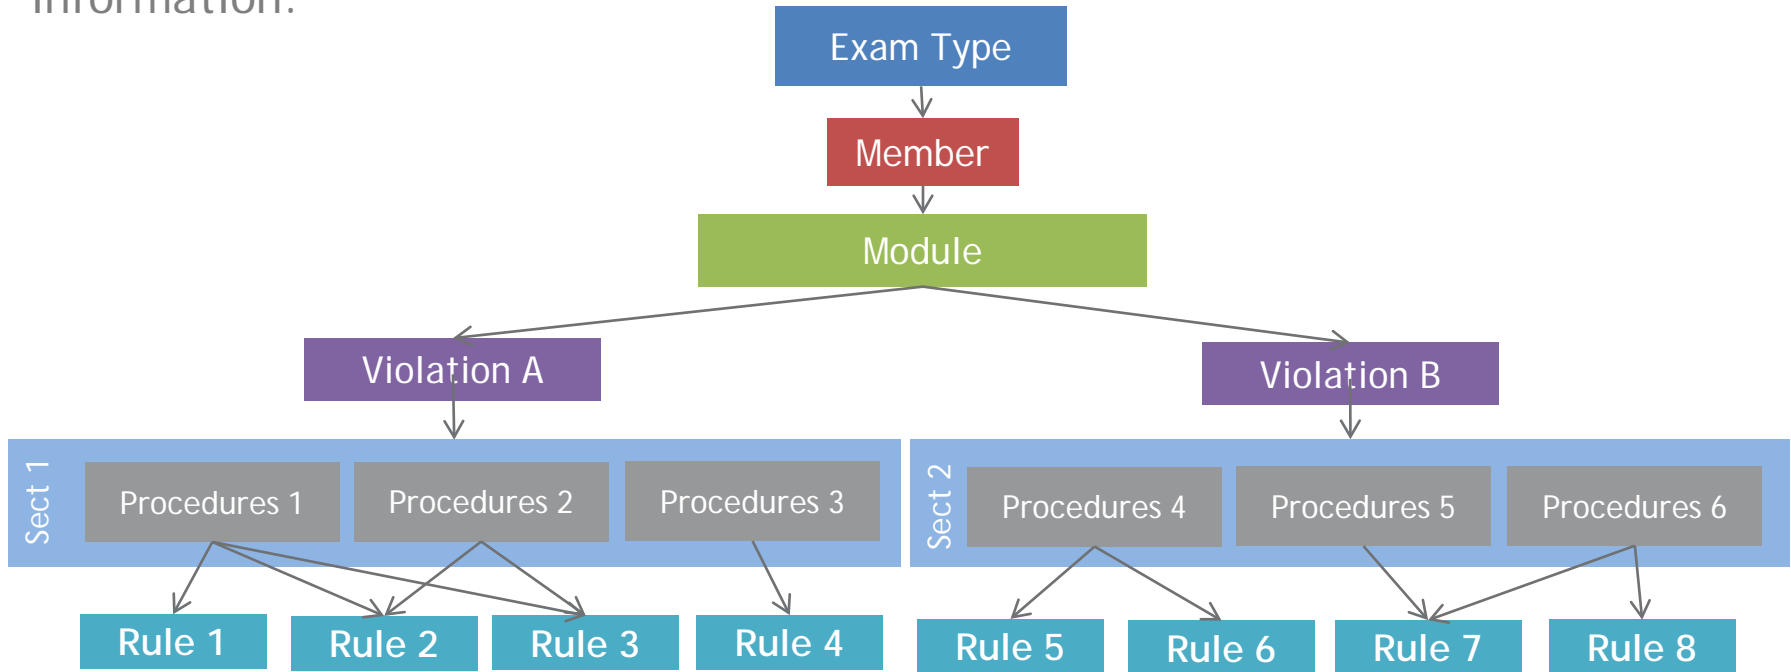 information:
Exam Type
Member
Module
Violation A
Violation B
Sect 1
Procedures 1
Procedures 2
Procedures 3
Sect 2
Procedures 4
Procedures 5
Procedures 6
Rule 1
Rule 2
Rule 3
Rule 4
Rule 5
Rule 6
Rule 7
Rule 8